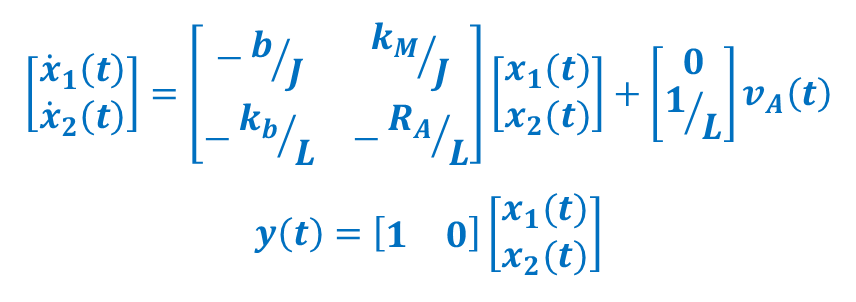 [ẋ₁(t) ẋ₂(t)] = [−b/J k_M/J −k_b/L −R_A/L] [x₁(t) x₂(t)] + [0 1/L] v_A(t)
y(t) = [1 0] [x₁(t) x₂(t)]